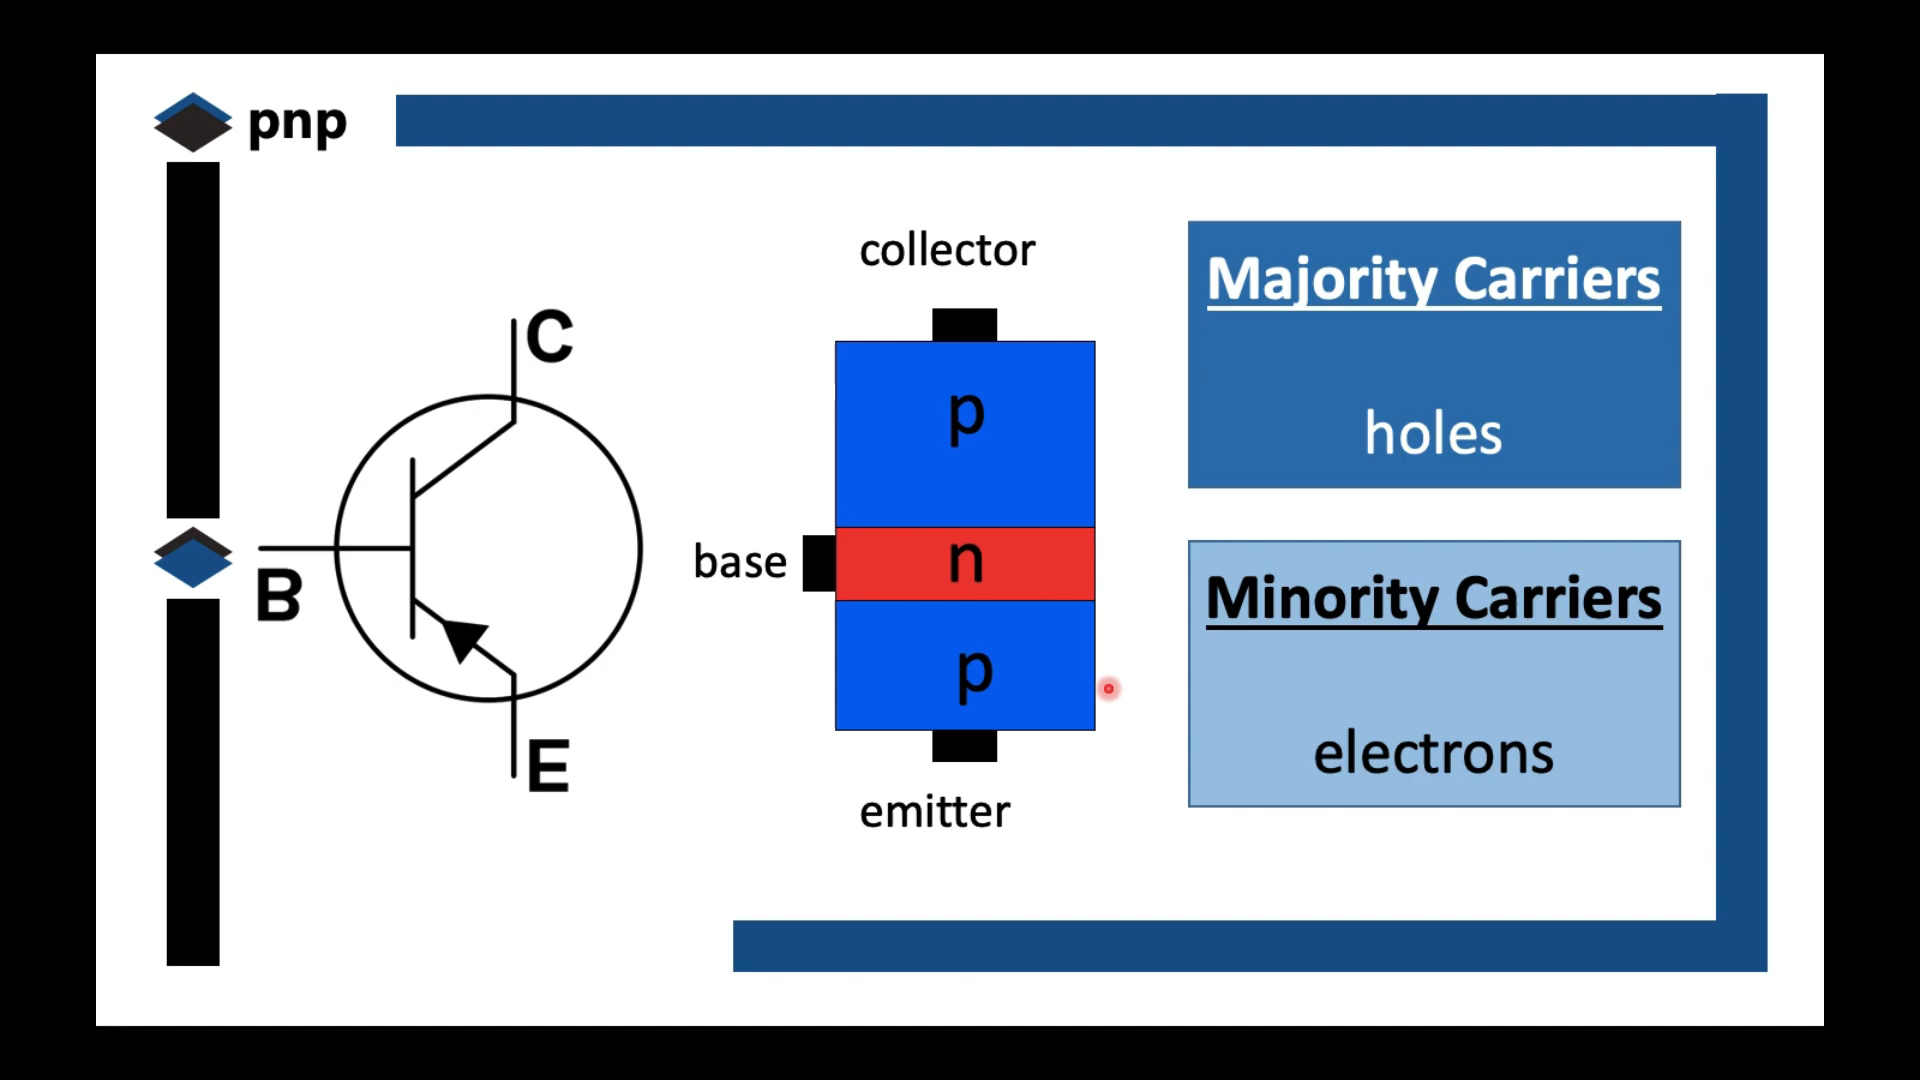 pnp
C
B
E
collector
p
base
n
p
emitter
Majority Carriers
holes
Minority Carriers
electrons